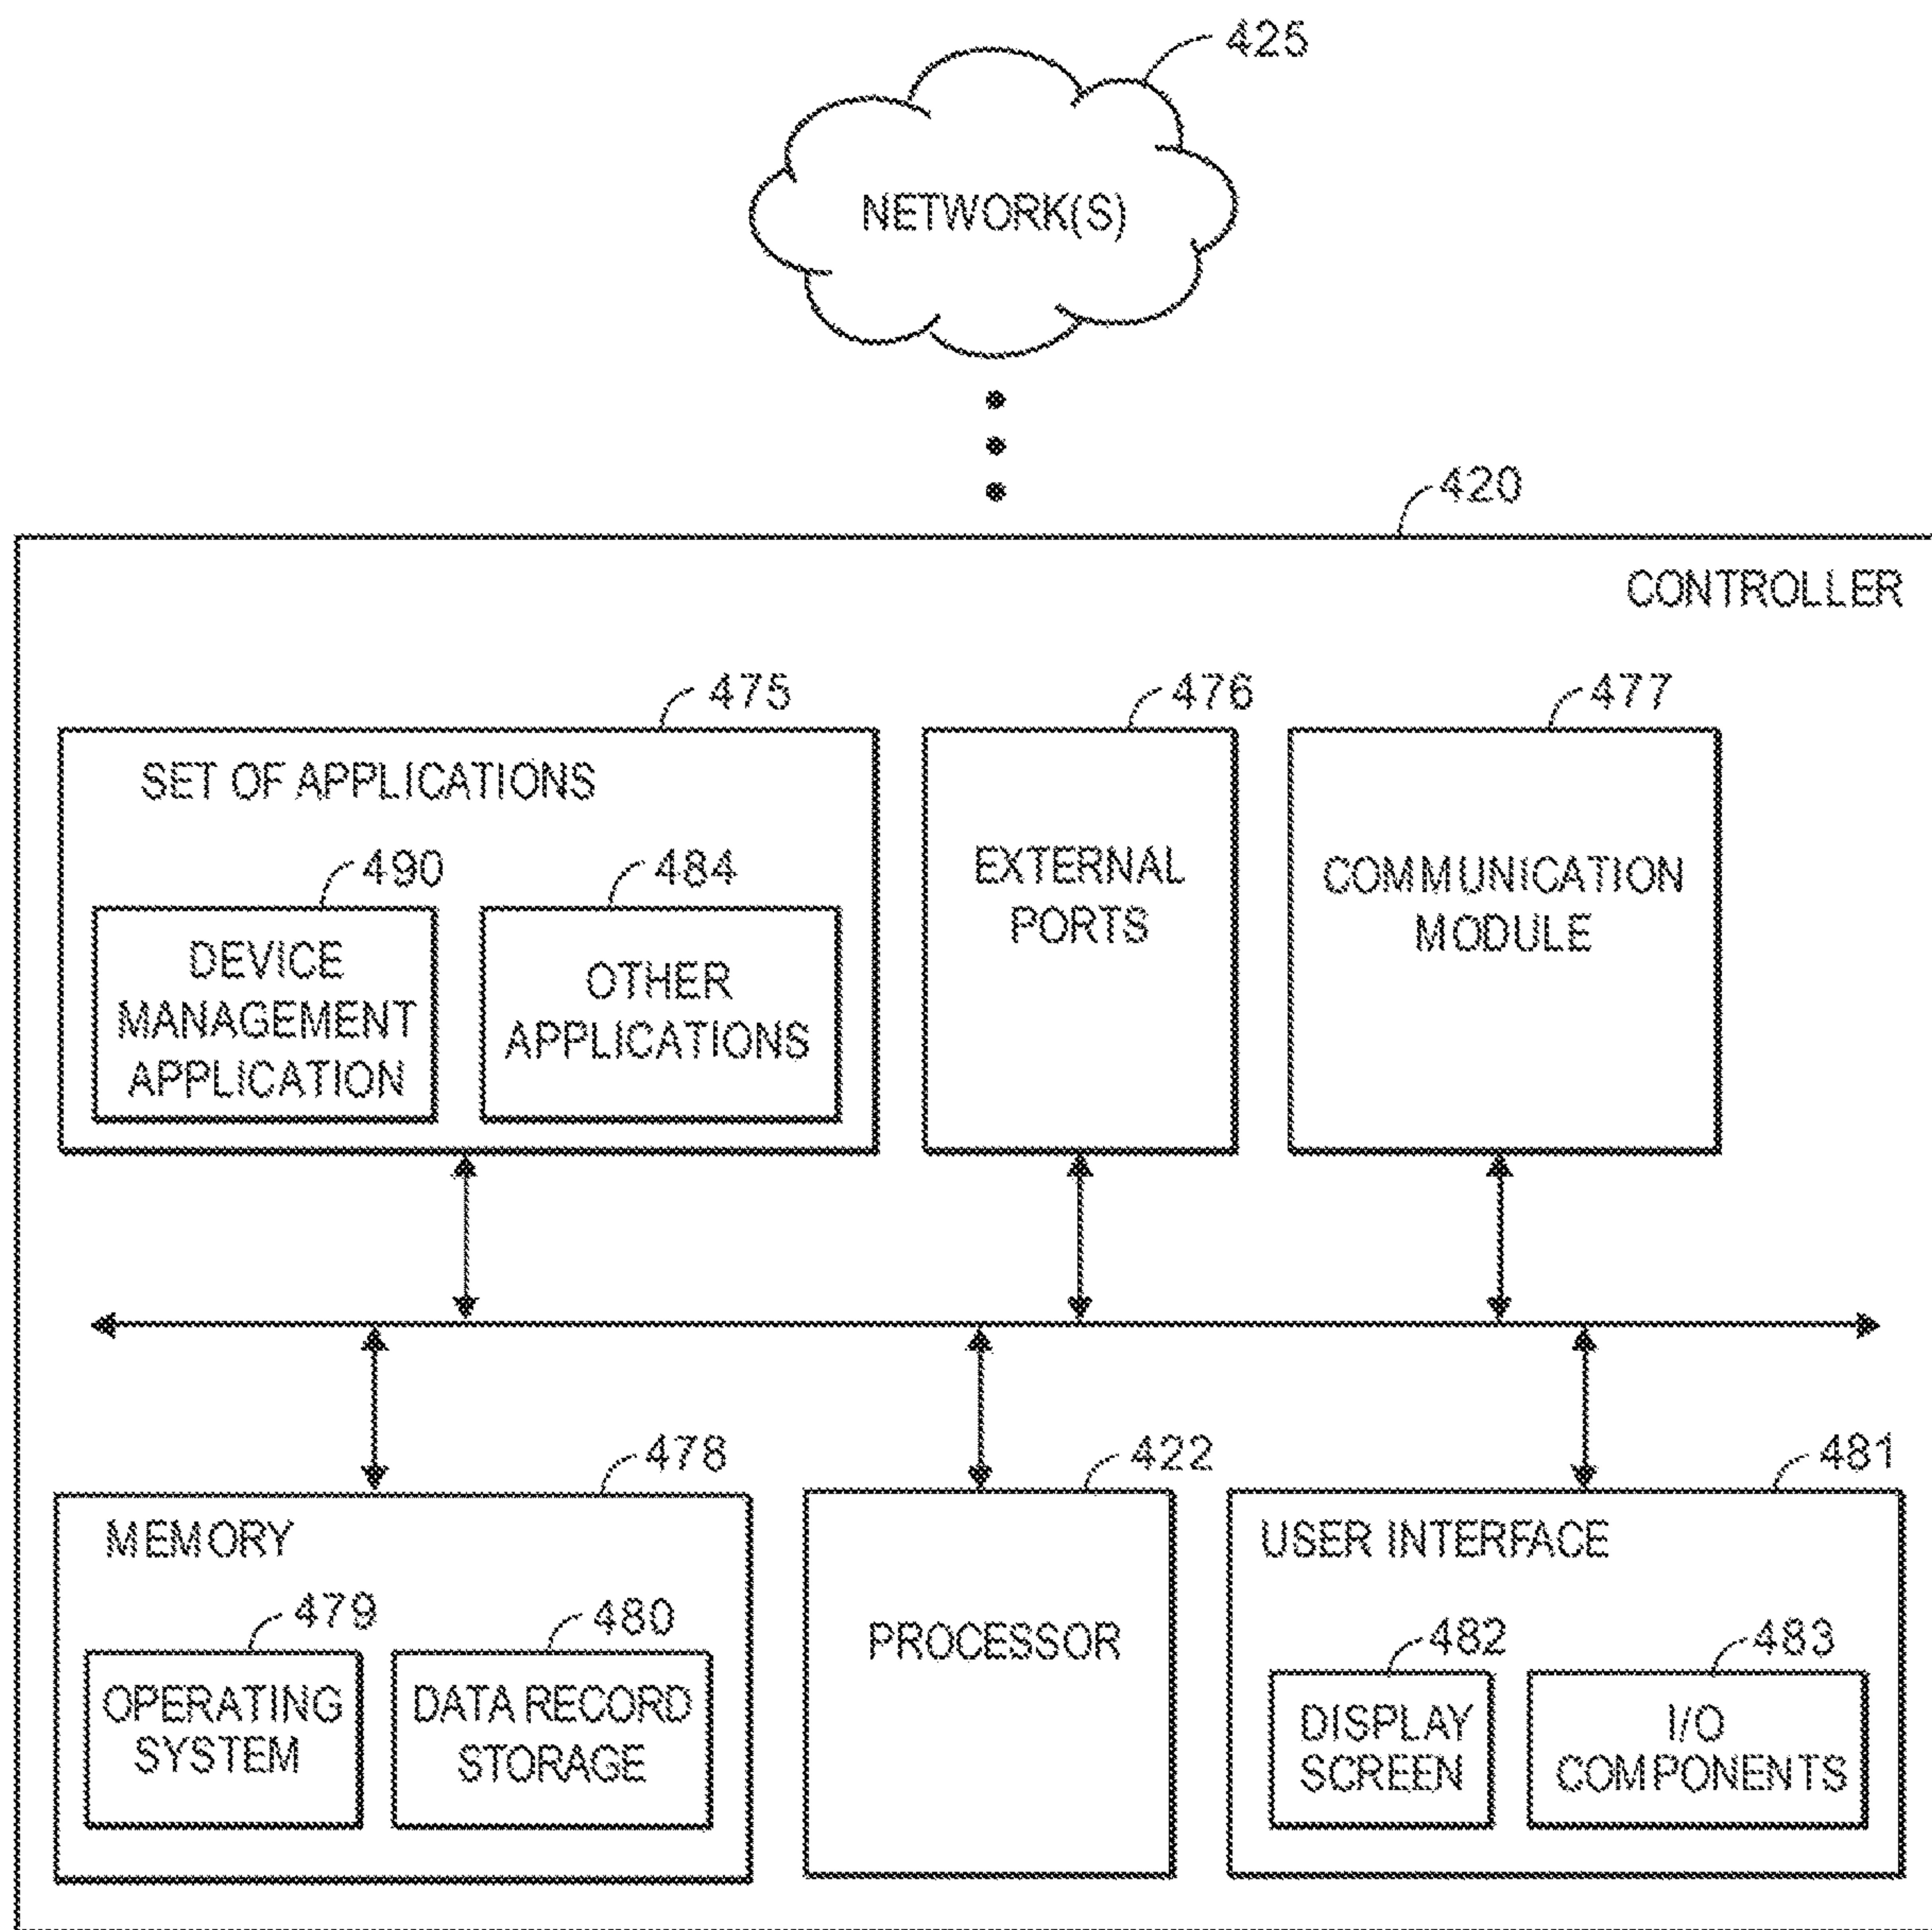 425
NETWORK(S)
420
CONTROLLER
475
SET OF APPLICATIONS
490
DEVICE
MANAGEMENT
APPLICATION
484
OTHER
APPLICATIONS
476
EXTERNAL
PORTS
477
COMMUNICATION
MODULE
478
MEMORY
479
OPERATING
SYSTEM
480
DATA RECORD
STORAGE
422
PROCESSOR
481
USER INTERFACE
482
DISPLAY
SCREEN
483
I/O
COMPONENTS